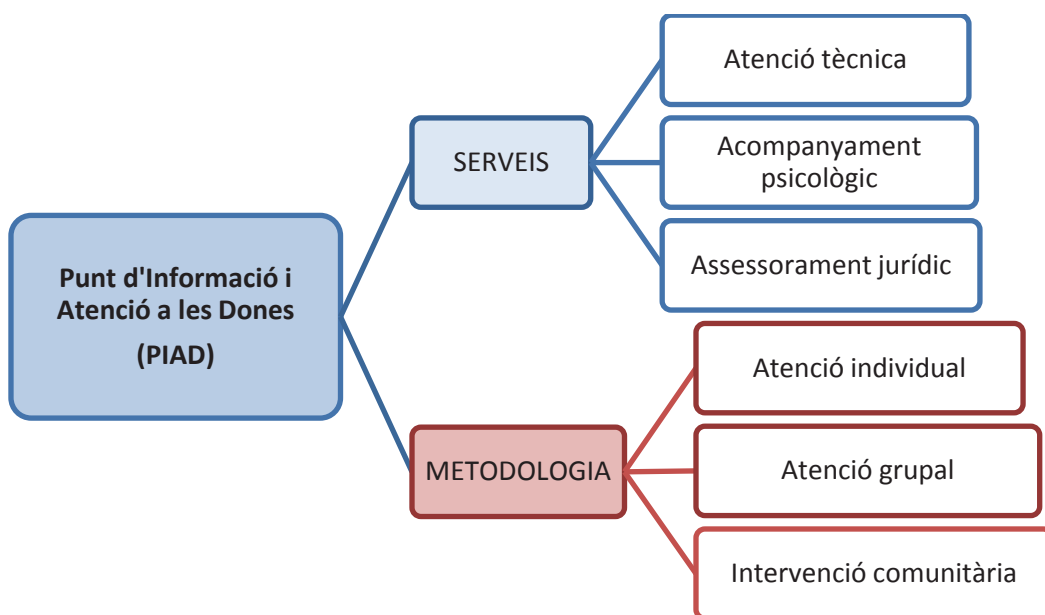 Punt d'Informació i
Atenció a les Dones
(PIAD)
SERVEIS
Atenció tècnica
Acompanyament
psicològic
Assessorament jurídic
METODOLOGIA
Atenció individual
Atenció grupal
Intervenció comunitària